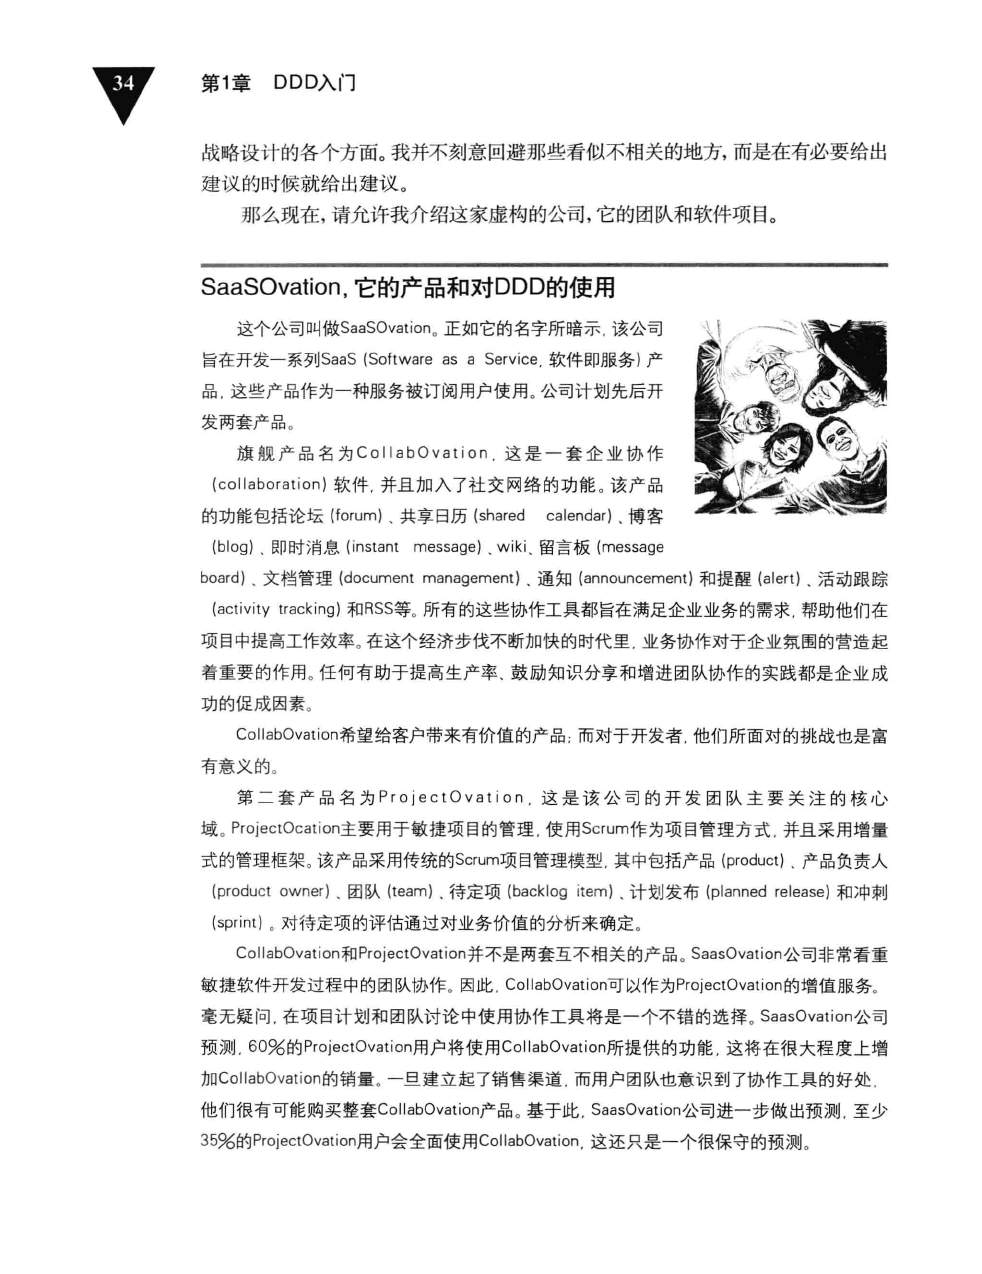 34
第1章 DDD入门
战略设计的各个方面。我并不刻意回避那些看似不相关的地方, 而是在有必要给出
建议的时候就给出建议。
那么现在, 请允许我介绍这家虚构的公司, 它的团队和软件项目。
SaaSOvation, 它的产品和对DDD的使用
这个公司叫做SaaSOvation。正如它的名字所暗示, 该公司
旨在开发一系列SaaS (Software as a Service, 软件即服务) 产
品, 这些产品作为一种服务被订阅用户使用。公司计划先后开
发两套产品。
旗舰产品名为CollabOvation, 这是一套企业协作
(collaboration) 软件, 并且加入了社交网络的功能。该产品
的功能包括论坛 (forum) 、共享日历 (shared calendar) 、博客
(blog) 、即时消息 (instant message) 、wiki、留言板 (message
board) 、文档管理 (document management) 、通知 (announcement) 和提醒 (alert) 、活动跟踪
(activity tracking) 和RSS等。所有的这些协作工具都旨在满足企业业务的需求, 帮助他们在
项目中提高工作效率。在这个经济步伐不断加快的时代里, 业务协作对于企业氛围的营造起
着重要的作用。任何有助于提高生产率、鼓励知识分享和增进团队协作的实践都是企业成
功的促成因素。
CollabOvation希望给客户带来有价值的产品; 而对于开发者, 他们所面对的挑战也是富
有意义的。
第二套产品名为ProjectOvation, 这是该公司的开发团队主要关注的核心
域。ProjectOcation主要用于敏捷项目的管理, 使用Scrum作为项目管理方式, 并且采用增量
式的管理框架。该产品采用传统的Scrum项目管理模型, 其中包括产品 (product) 、产品负责人
(product owner) 、团队 (team) 、待定项 (backlog item) 、计划发布 (planned release) 和冲刺
(sprint) 。对待定项的评估通过对业务价值的分析来确定。
CollabOvation和ProjectOvation并不是两套互不相关的产品。SaasOvation公司非常看重
敏捷软件开发过程中的团队协作。因此, CollabOvation可以作为ProjectOvation的增值服务。
毫无疑问, 在项目计划和团队讨论中使用协作工具将是一个不错的选择。SaasOvation公司
预测, 60%的ProjectOvation用户将使用CollabOvation所提供的功能, 这将在很大程度上增
加CollabOvation的销量。一旦建立起了销售渠道, 而用户团队也意识到了协作工具的好处,
他们很有可能购买整套CollabOvation产品。基于此, SaasOvation公司进一步做出预测, 至少
35%的ProjectOvation用户会全面使用CollabOvation, 这还只是一个很保守的预测。